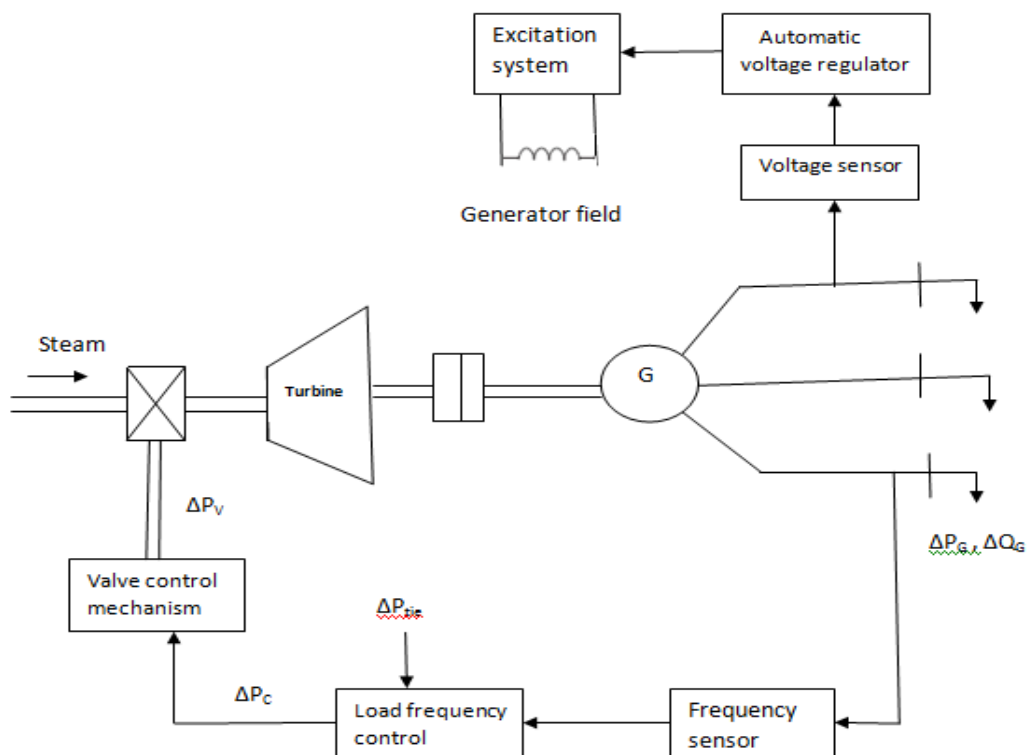 Excitation
system
Automatic
voltage regulator
Voltage sensor
Generator field
Steam
Turbine
G
ΔPV
ΔPG , ΔQG
Valve control
mechanism
ΔPtie
ΔPC
Load frequency
control
Frequency
sensor